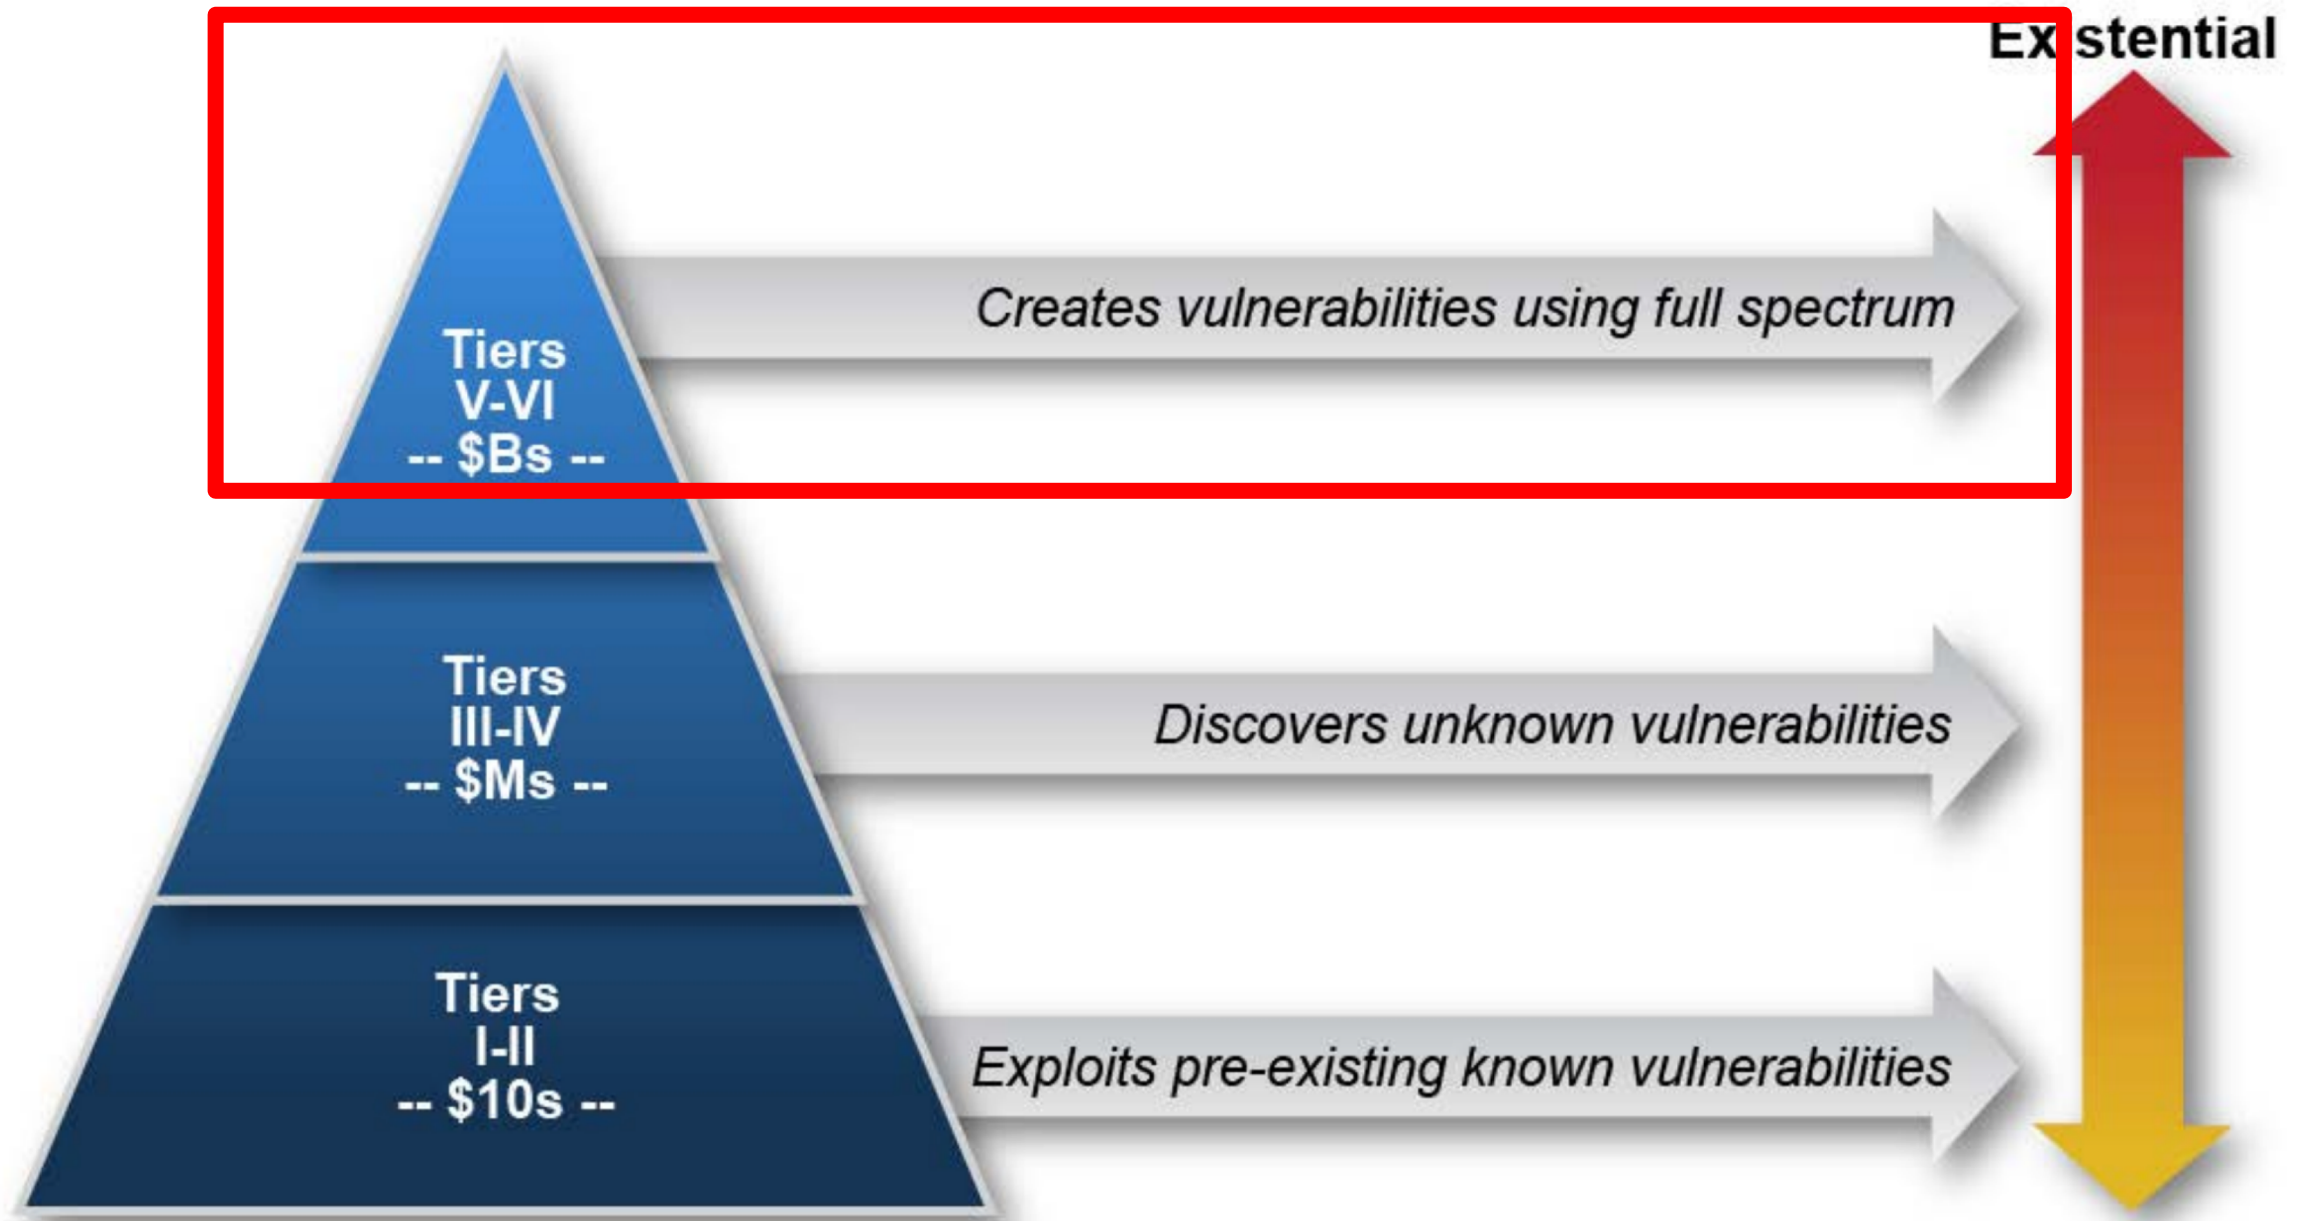 Existential
Tiers
V-VI
-- $Bs --
Creates vulnerabilities using full spectrum
Tiers
III-IV
-- $Ms --
Discovers unknown vulnerabilities
Tiers
I-II
-- $10s --
Exploits pre-existing known vulnerabilities